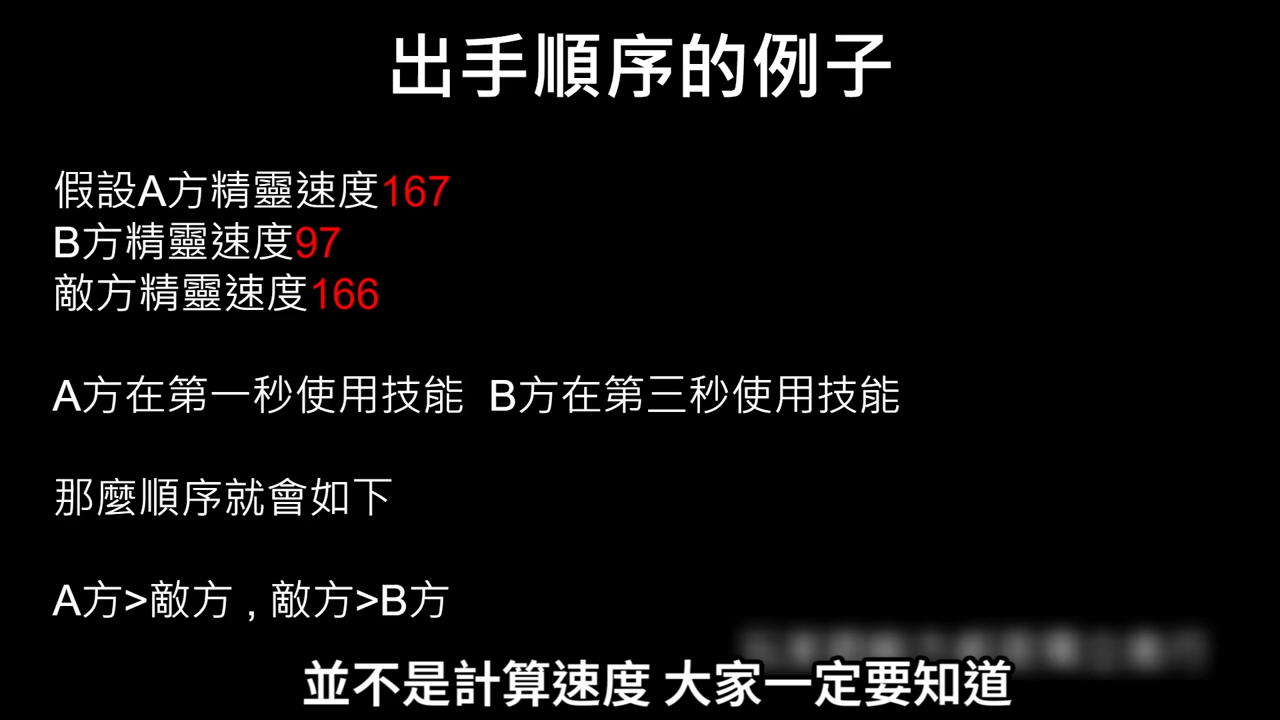 出手順序的例子
假設A方精靈速度167
B方精靈速度97
敵方精靈速度166
A方在第一秒使用技能 B方在第三秒使用技能
那麼順序就會如下
A方>敵方 , 敵方>B方
並不是計算速度 大家一定要知道